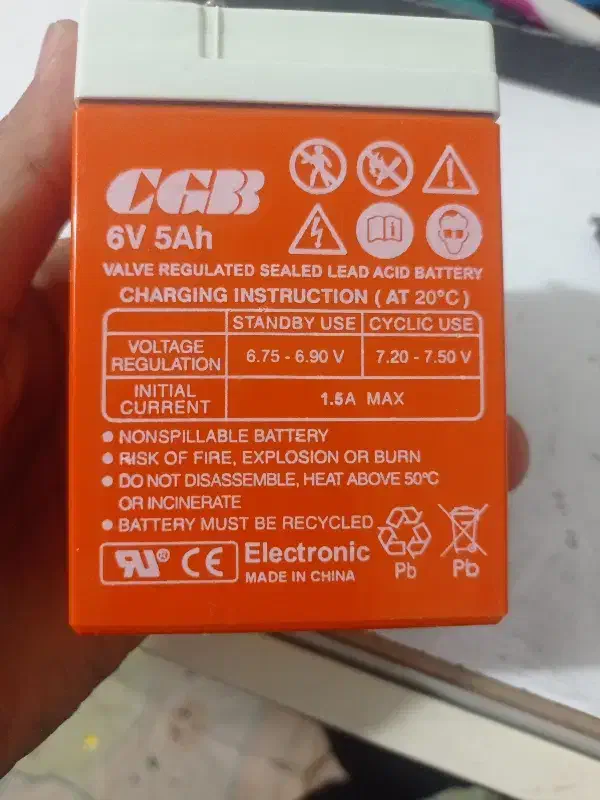 CGB
6V 5Ah
VALVE REGULATED SEALED LEAD ACID BATTERY
CHARGING INSTRUCTION ( AT 20°C )
STANDBY USE CYCLIC USE
VOLTAGE REGULATION 6.75 - 6.90 V 7.20 - 7.50 V
INITIAL CURRENT 1.5A MAX
● NONSPILLABLE BATTERY
● RISK OF FIRE, EXPLOSION OR BURN
● DO NOT DISASSEMBLE, HEAT ABOVE 50°C
OR INCINERATE
● BATTERY MUST BE RECYCLED
Pb Pb
RU ® CE Electronic
MADE IN CHINA